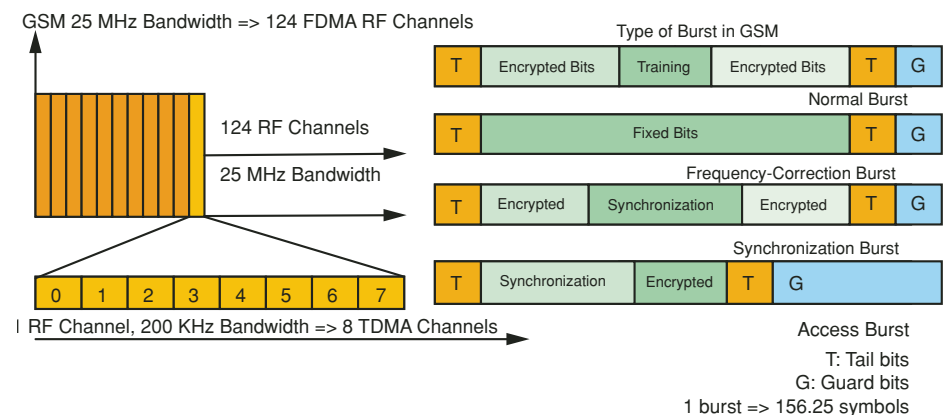 GSM 25 MHz Bandwidth => 124 FDMA RF Channels
124 RF Channels
25 MHz Bandwidth
0 1 2 3 4 5 6 7
l RF Channel, 200 KHz Bandwidth => 8 TDMA Channels
Type of Burst in GSM
T Encrypted Bits Training Encrypted Bits T G
Normal Burst
T Fixed Bits T G
Frequency-Correction Burst
T Encrypted Synchronization Encrypted T G
Synchronization Burst
T Synchronization Encrypted T G
Access Burst
T: Tail bits
G: Guard bits
1 burst => 156.25 symbols